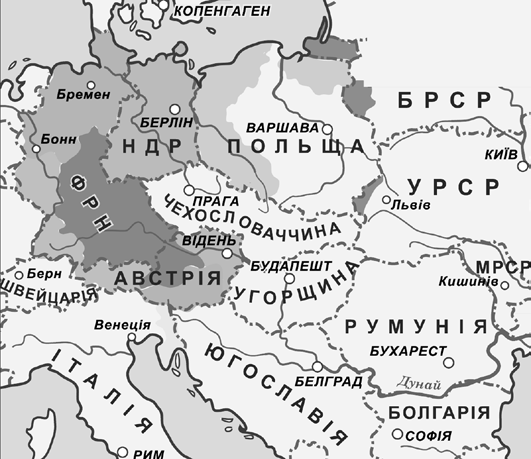 КОПЕНГАГЕН
Бремен
БЕРЛІН
БРСР
Бонн
НДР
ВАРШАВА
ПОЛЬЩА
КИЇВ
ФРН
ПРАГА
УРСР
Львів
ЧЕХОСЛОВАЧЧИНА
ВІДЕНЬ
Берн
АВСТРІЯ
БУДАПЕШТ
МРСР
ШВЕЙЦАРІЯ
УГОРЩИНА
Кишинів
Венеція
РУМУНІЯ
БУХАРЕСТ
ІТАЛІЯ
ЮГОСЛАВІЯ
БЕЛГРАД
Дунай
БОЛГАРІЯ
СОФІЯ
РИМ